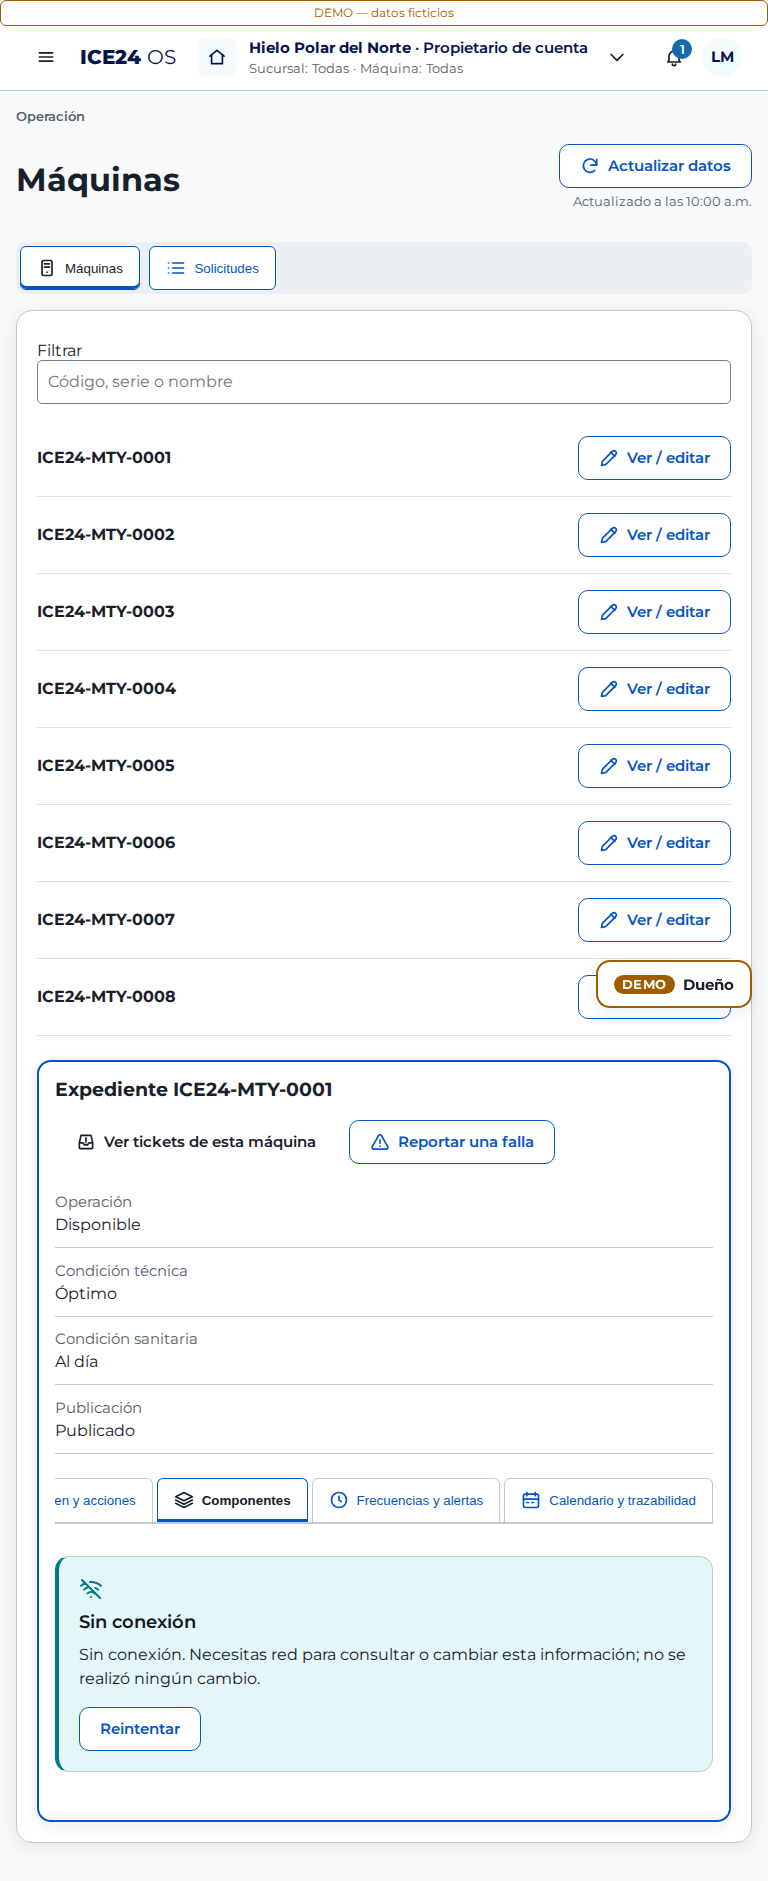 DEMO — datos ficticios
ICE24 OS
Hielo Polar del Norte · Propietario de cuenta
Sucursal: Todas · Máquina: Todas
1
LM
Operación
Máquinas
Actualizar datos
Actualizado a las 10:00 a.m.
Máquinas
Solicitudes
Filtrar
Código, serie o nombre
ICE24-MTY-0001
Ver / editar
ICE24-MTY-0002
Ver / editar
ICE24-MTY-0003
Ver / editar
ICE24-MTY-0004
Ver / editar
ICE24-MTY-0005
Ver / editar
ICE24-MTY-0006
Ver / editar
ICE24-MTY-0007
Ver / editar
ICE24-MTY-0008
DEMO Dueño
Expediente ICE24-MTY-0001
Ver tickets de esta máquina
Reportar una falla
Operación
Disponible
Condición técnica
Óptimo
Condición sanitaria
Al día
Publicación
Publicado
en y acciones
Componentes
Frecuencias y alertas
Calendario y trazabilidad
Sin conexión
Sin conexión. Necesitas red para consultar o cambiar esta información; no se
realizó ningún cambio.
Reintentar